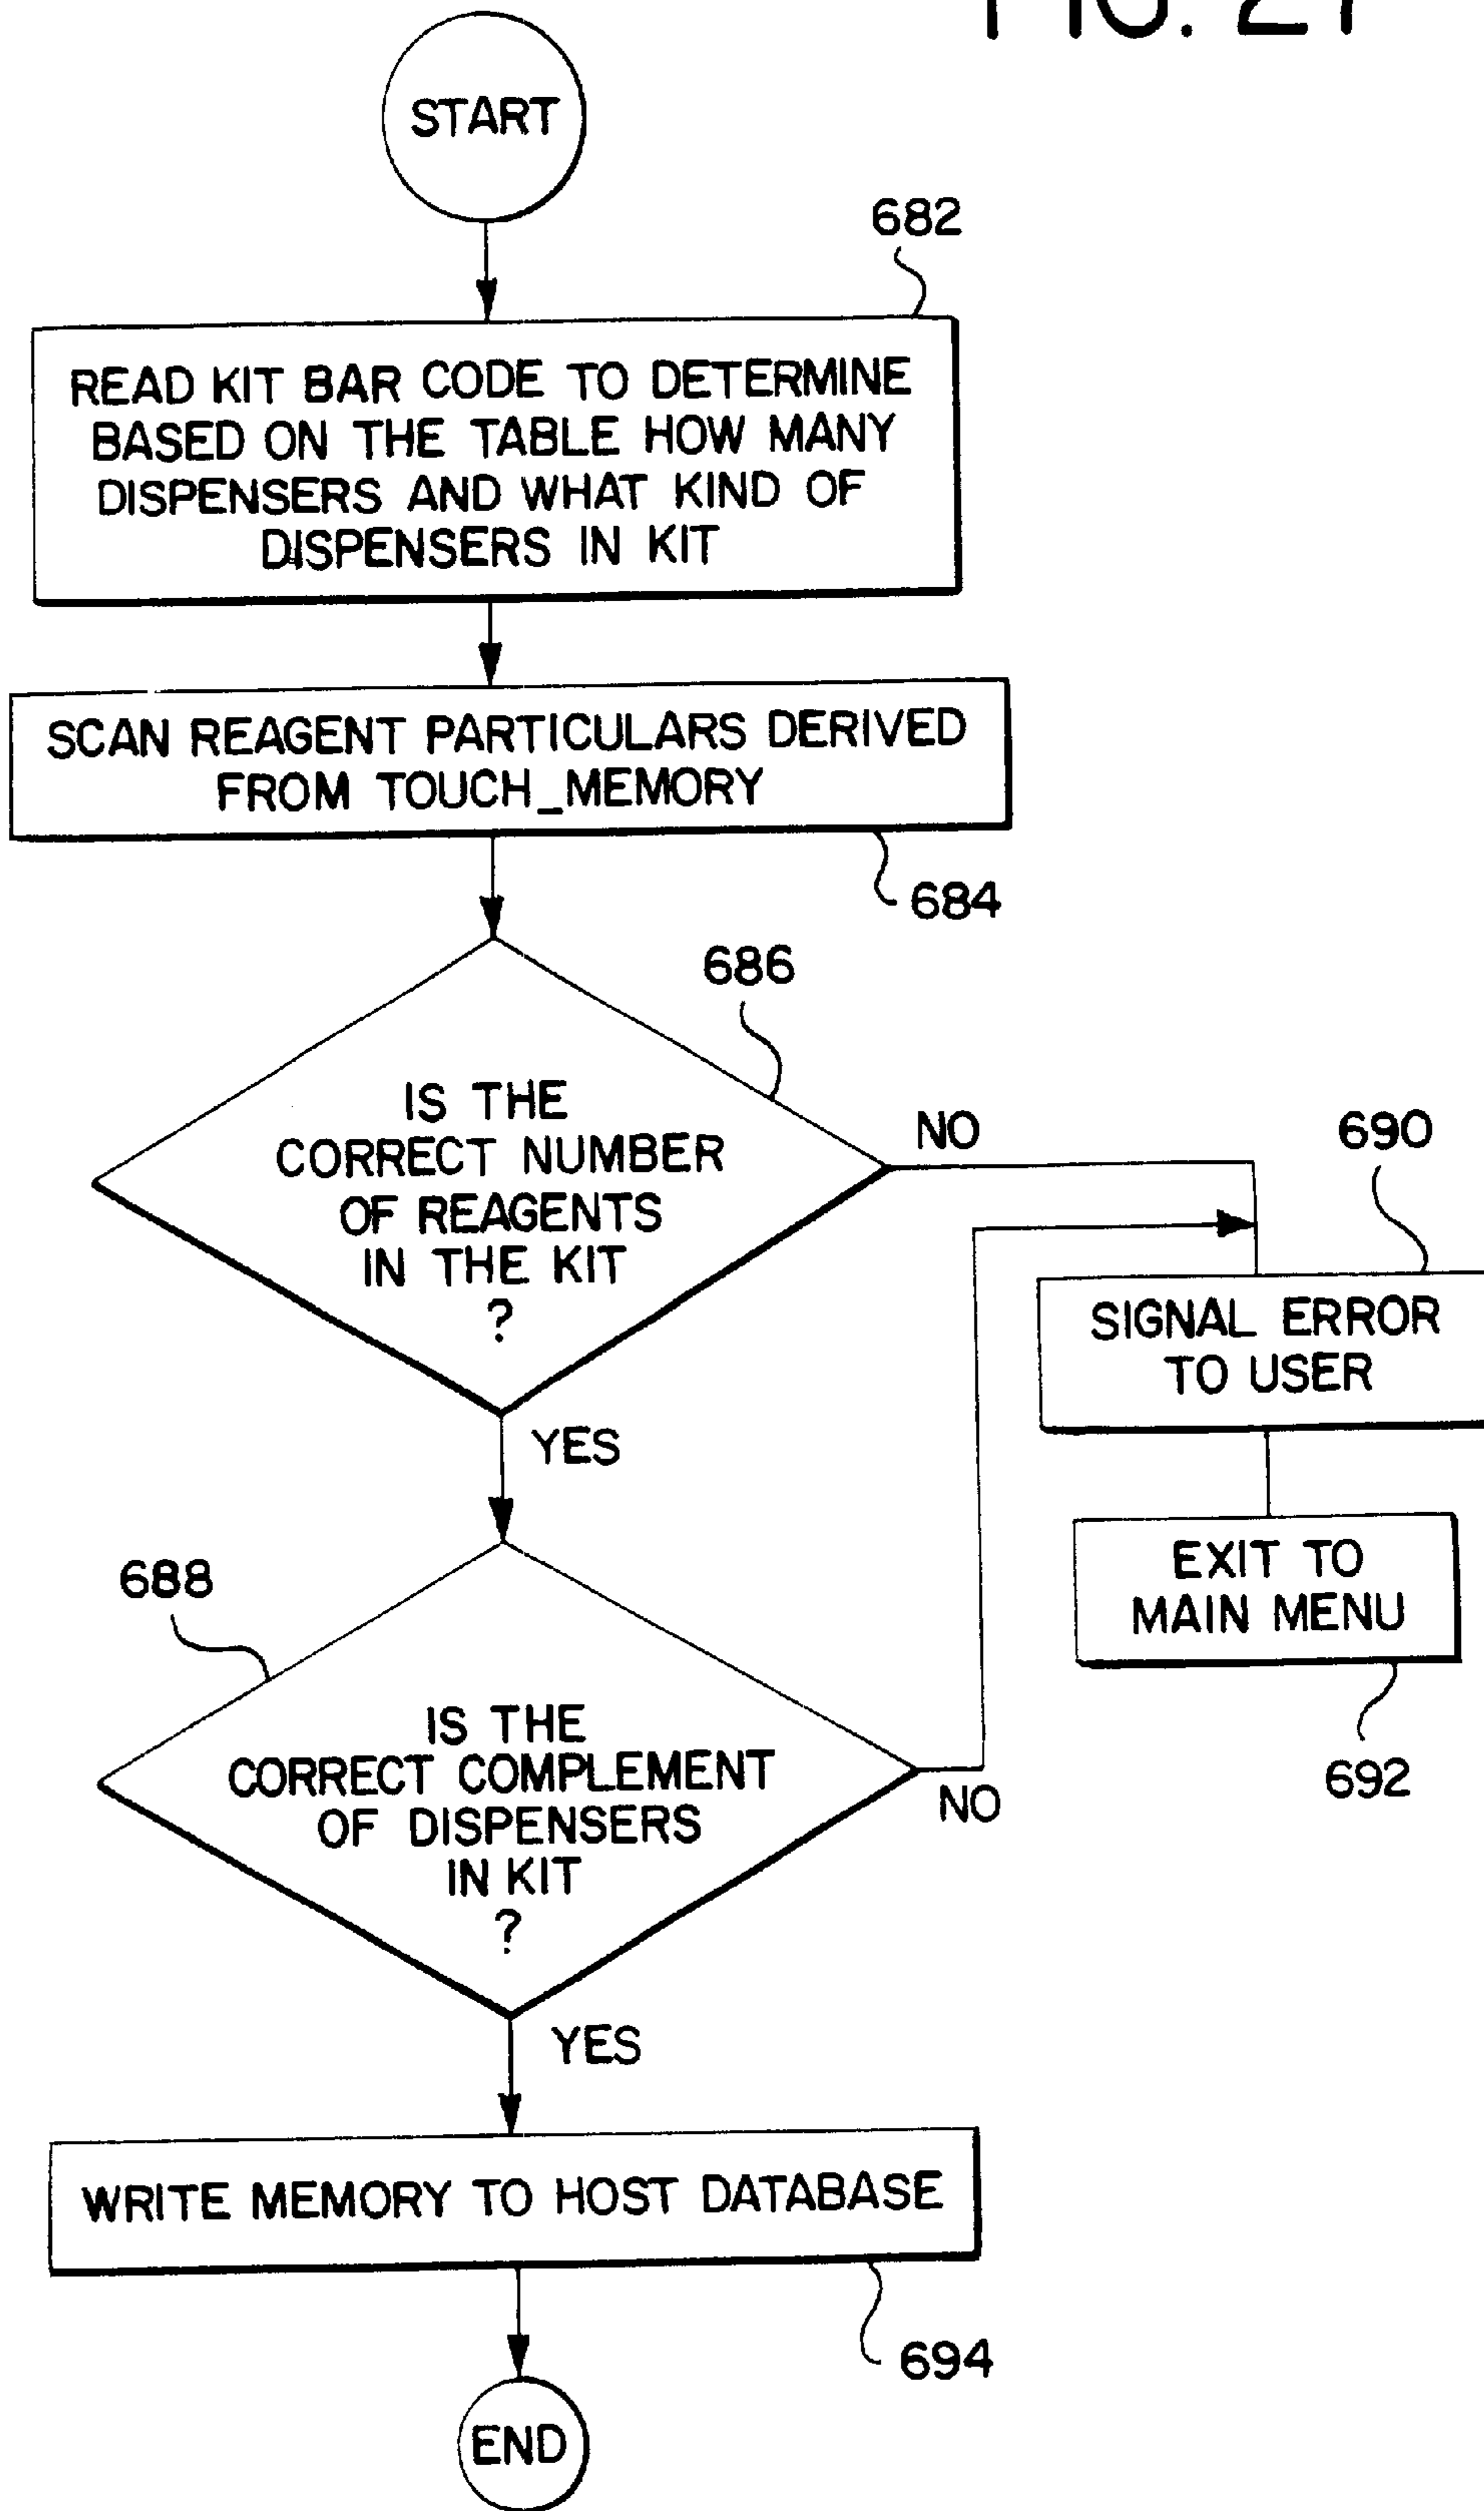 FIG. 27
START
682
READ KIT BAR CODE TO DETERMINE
BASED ON THE TABLE HOW MANY
DISPENSERS AND WHAT KIND OF
DISPENSERS IN KIT
SCAN REAGENT PARTICULARS DERIVED
FROM TOUCH_MEMORY
684
686
IS THE
CORRECT NUMBER
OF REAGENTS
IN THE KIT
?
NO
690
SIGNAL ERROR
TO USER
YES
EXIT TO
MAIN MENU
692
688
IS THE
CORRECT COMPLEMENT
OF DISPENSERS
IN KIT
?
NO
YES
WRITE MEMORY TO HOST DATABASE
694
END